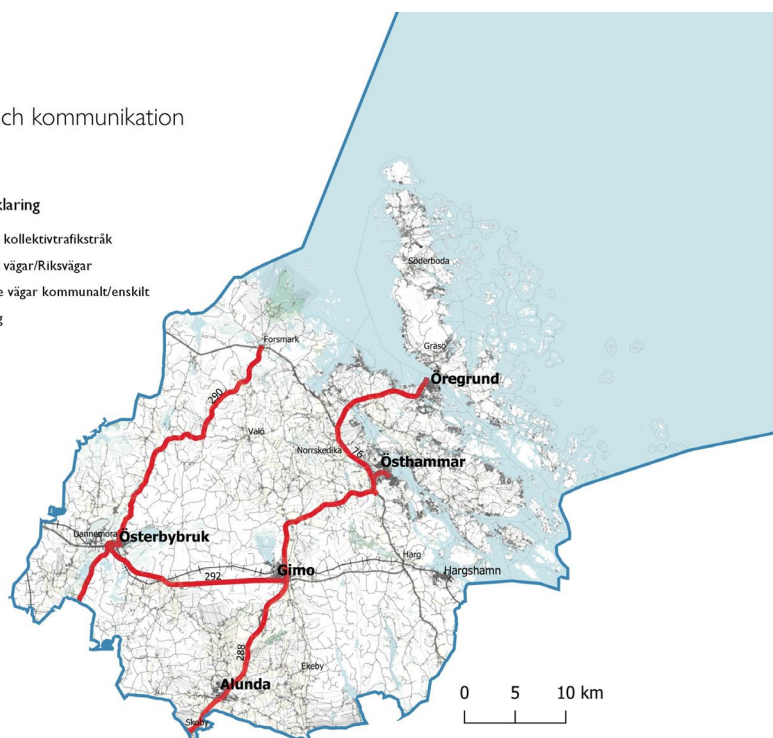 ch kommunikation
klaring
kollektivtrafikstråk
vägar/Riksvägar
e vägar kommunalt/enskilt
g
Söderboda
Forsmark
Gräsö
Öregrund
290
Valö
Norrskedika
76
Östhammar
Dannemora
Österbybruk
Harg
Gimo
Hargshamn
292
288
Ekeby
Alunda
Skoby
0 5 10 km